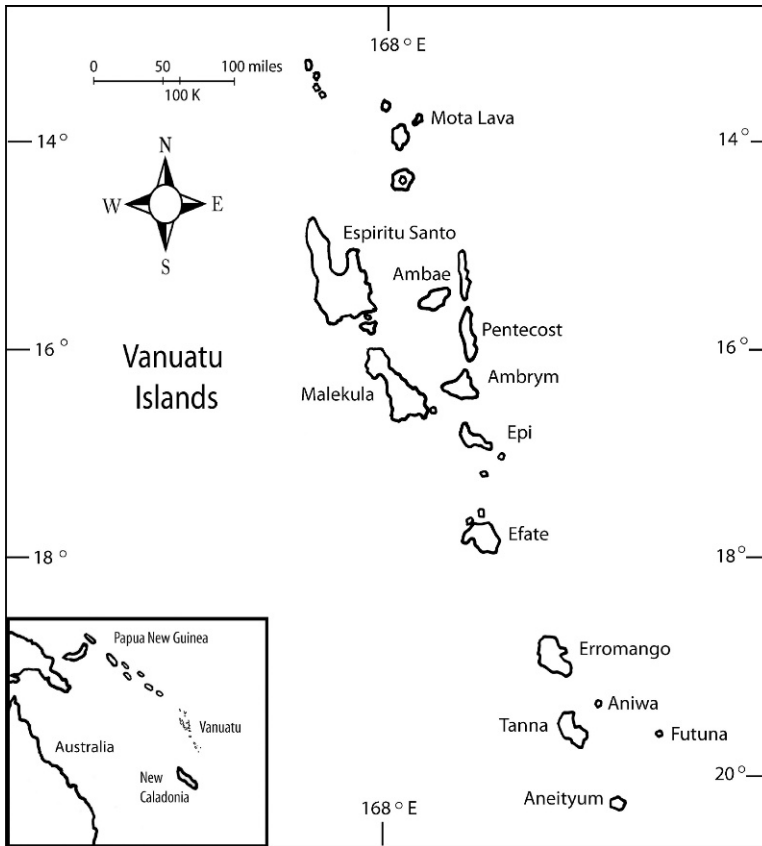 168 ° E
0 50 100 miles
100 K
Mota Lava
14° 14°
N
W E
S
Espiritu Santo
Ambae
Pentecost
16° 16°
Vanuatu
Islands
Ambrym
Malekula
Epi
Efate
18° 18°
Erromango
Aniwa
Tanna
Futuna
20°
Aneityum
168 ° E
Papua New Guinea
Vanuatu
Australia
New
Caladonia